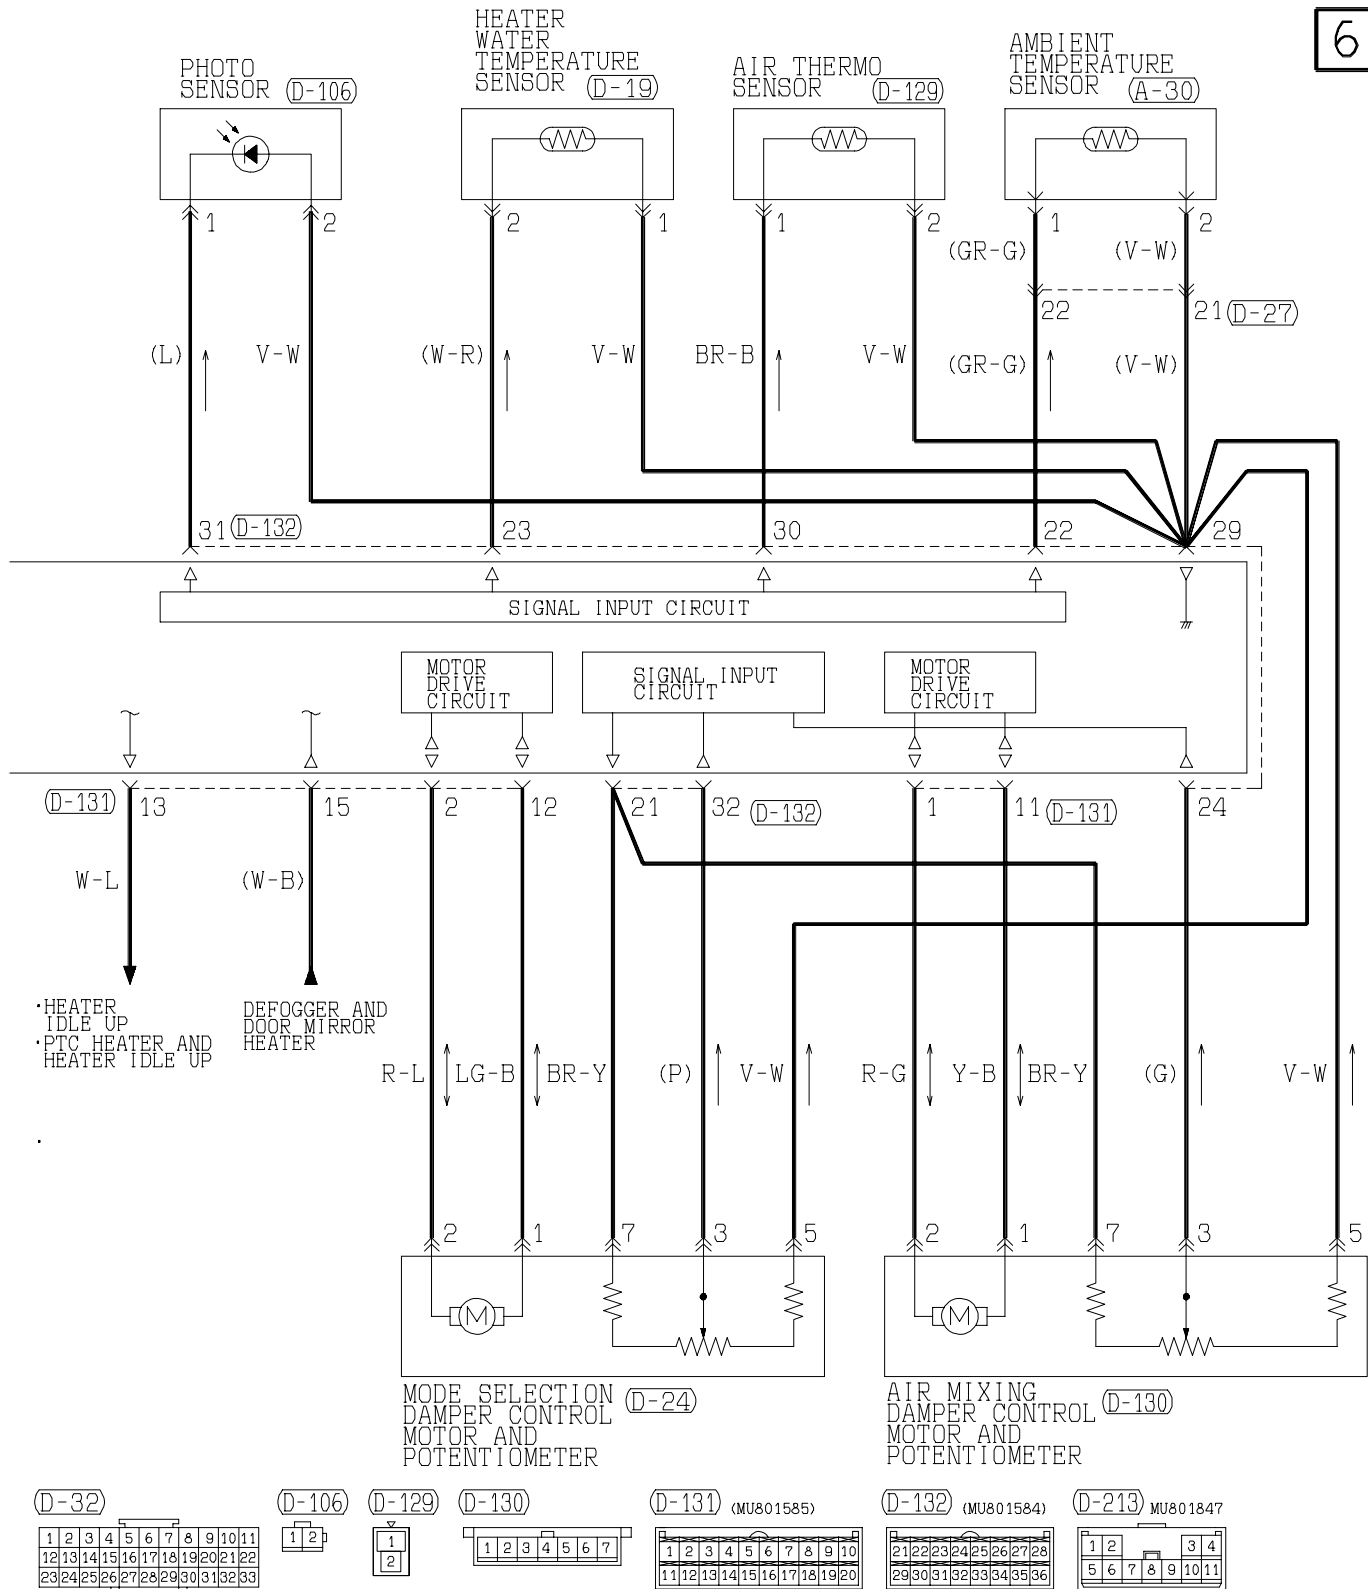 6
PHOTO
SENSOR (D-106)
HEATER
WATER
TEMPERATURE
SENSOR (D-19)
AIR THERMO
SENSOR (D-129)
AMBIENT
TEMPERATURE
SENSOR (A-30)
1 2 2 1 1 2 1 2
(GR-G) (V-W)
22 21 (D-27)
(L) V-W (W-R) V-W BR-B V-W (GR-G) (V-W)
31 (D-132) 23 30 22 29
SIGNAL INPUT CIRCUIT
MOTOR
DRIVE
CIRCUIT
SIGNAL INPUT
CIRCUIT
MOTOR
DRIVE
CIRCUIT
(D-131) 13 15 2 12 21 32 (D-132) 1 11 (D-131) 24
W-L (W-B)
·HEATER
IDLE UP
·PTC HEATER AND
HEATER IDLE UP
DEFOGGER AND
DOOR MIRROR
HEATER
R-L LG-B BR-Y (P) V-W R-G Y-B BR-Y (G) V-W
2 1 7 3 5 2 1 7 3 5
M M
MODE SELECTION (D-24)
DAMPER CONTROL
MOTOR AND
POTENTIOMETER
AIR MIXING (D-130)
DAMPER CONTROL
MOTOR AND
POTENTIOMETER
(D-32)
1 2 3 4 5 6 7 8 9 10 11
12 13 14 15 16 17 18 19 20 21 22
23 24 25 26 27 28 29 30 31 32 33
(D-106)
1 2
(D-129)
1
2
(D-130)
1 2 3 4 5 6 7
(D-131) (MU801585)
1 2 3 4 5 6 7 8 9 10
11 12 13 14 15 16 17 18 19 20
(D-132) (MU801584)
21 22 23 24 25 26 27 28
29 30 31 32 33 34 35 36
(D-213) MU801847
1 2 3 4
5 6 7 8 9 10 11